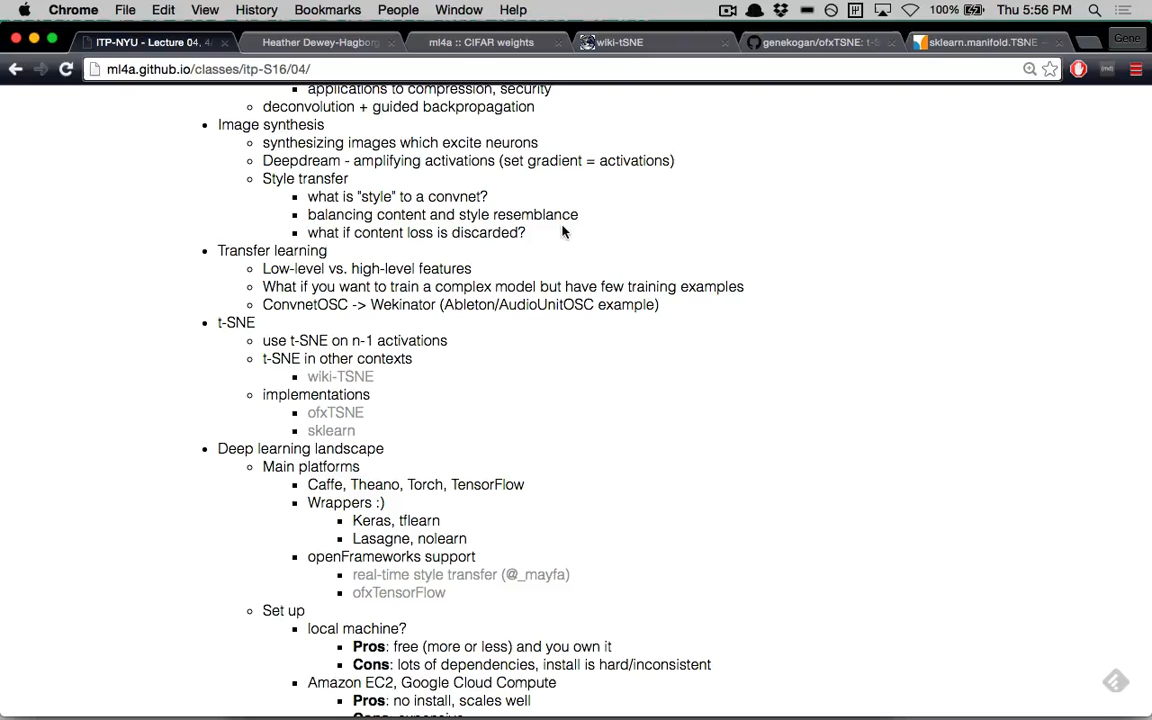 Chrome File Edit View History Bookmarks People Window Help 100% Thu 5:56 PM
ITP-NYU - Lecture 04, 4/ Heather Dewey-Hagborg ml4a :: CIFAR weights wiki-tSNE genekogan/ofxTSNE: t-S sklearn.manifold.TSNE — Gene
ml4a.github.io/classes/itp-S16/04/
applications to compression, security
deconvolution + guided backpropagation
Image synthesis
synthesizing images which excite neurons
Deepdream - amplifying activations (set gradient = activations)
Style transfer
what is "style" to a convnet?
balancing content and style resemblance
what if content loss is discarded?
Transfer learning
Low-level vs. high-level features
What if you want to train a complex model but have few training examples
ConvnetOSC -> Wekinator (Ableton/AudioUnitOSC example)
t-SNE
use t-SNE on n-1 activations
t-SNE in other contexts
wiki-TSNE
implementations
ofxTSNE
sklearn
Deep learning landscape
Main platforms
Caffe, Theano, Torch, TensorFlow
Wrappers :)
Keras, tflearn
Lasagne, nolearn
openFrameworks support
real-time style transfer (@_mayfa)
ofxTensorFlow
Set up
local machine?
Pros: free (more or less) and you own it
Cons: lots of dependencies, install is hard/inconsistent
Amazon EC2, Google Cloud Compute
Pros: no install, scales well
Cons: expensive